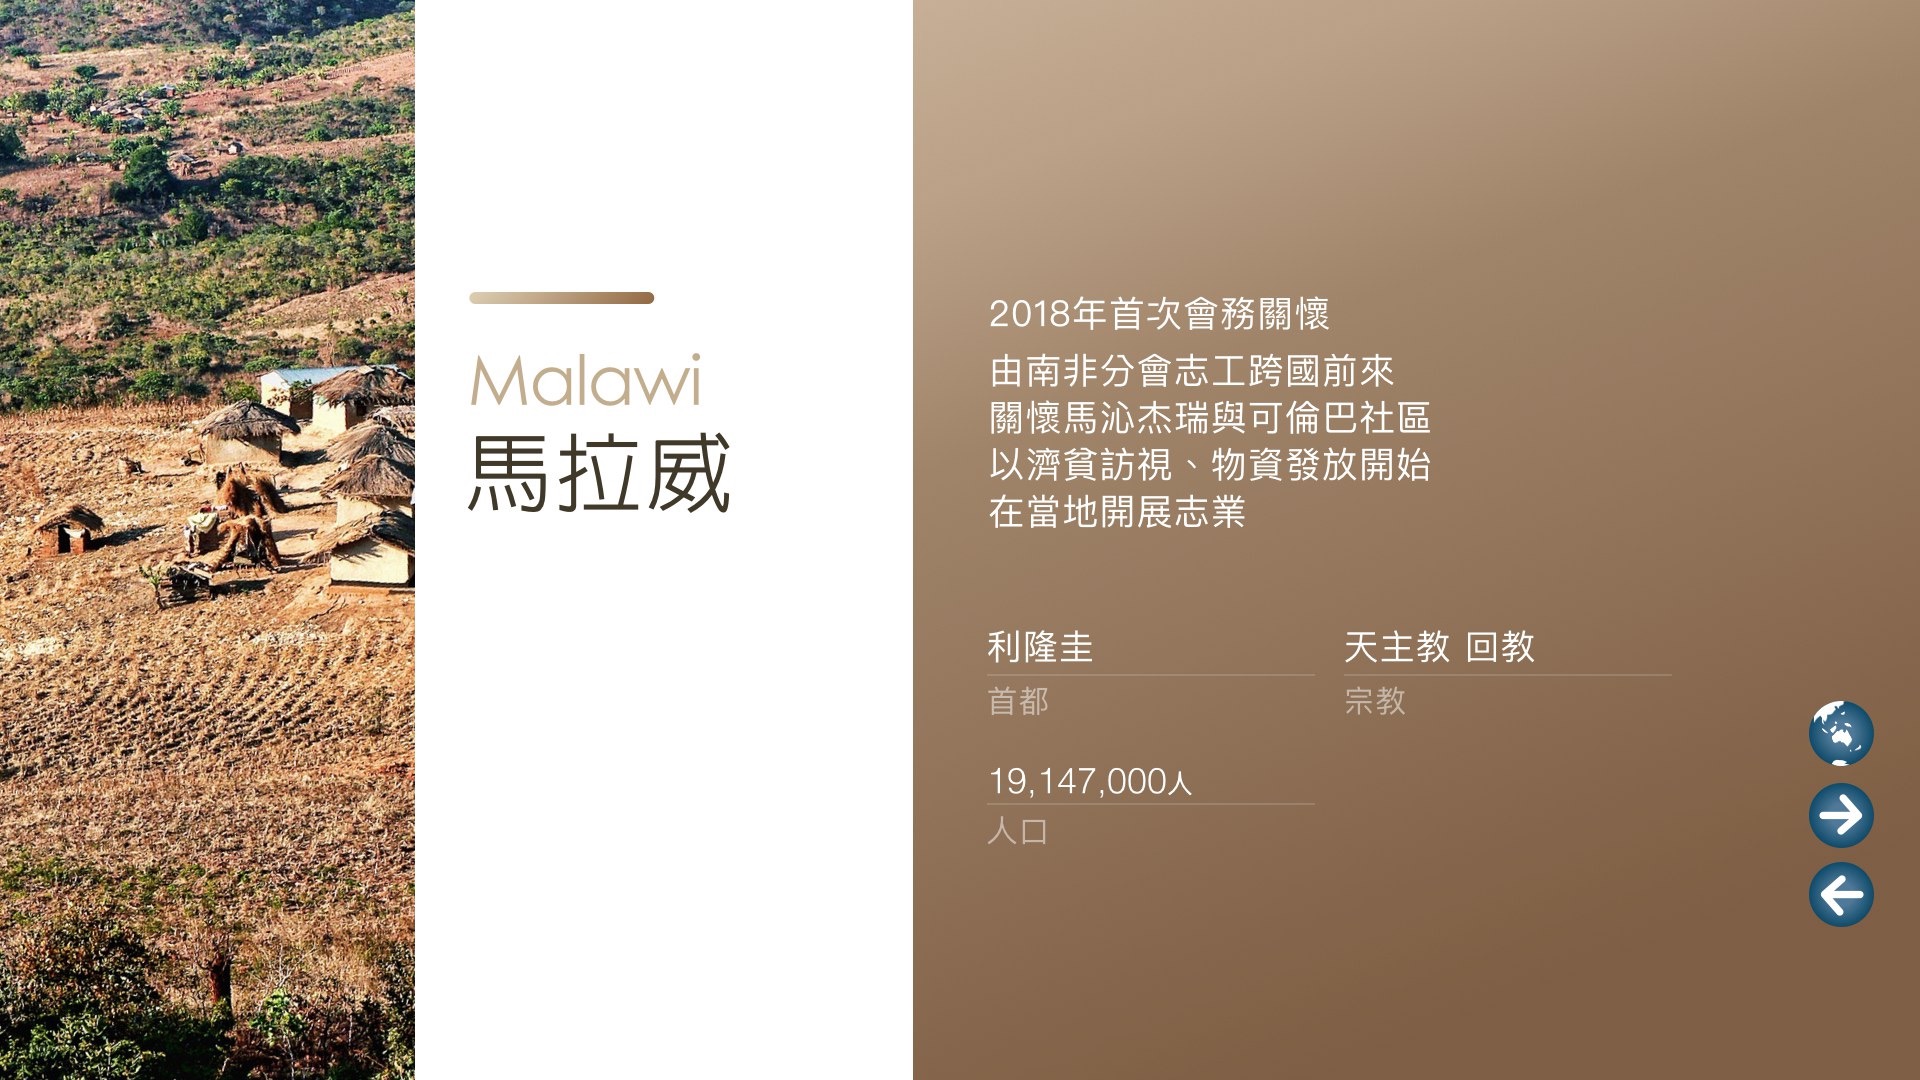 Malawi
馬拉威
2018年首次會務關懷
由南非分會志工跨國前來
關懷馬沁杰瑞與可倫巴社區
以濟貧訪視、物資發放開始
在當地開展志業
利隆圭
首都
天主教 回教
宗教
19,147,000人
人口